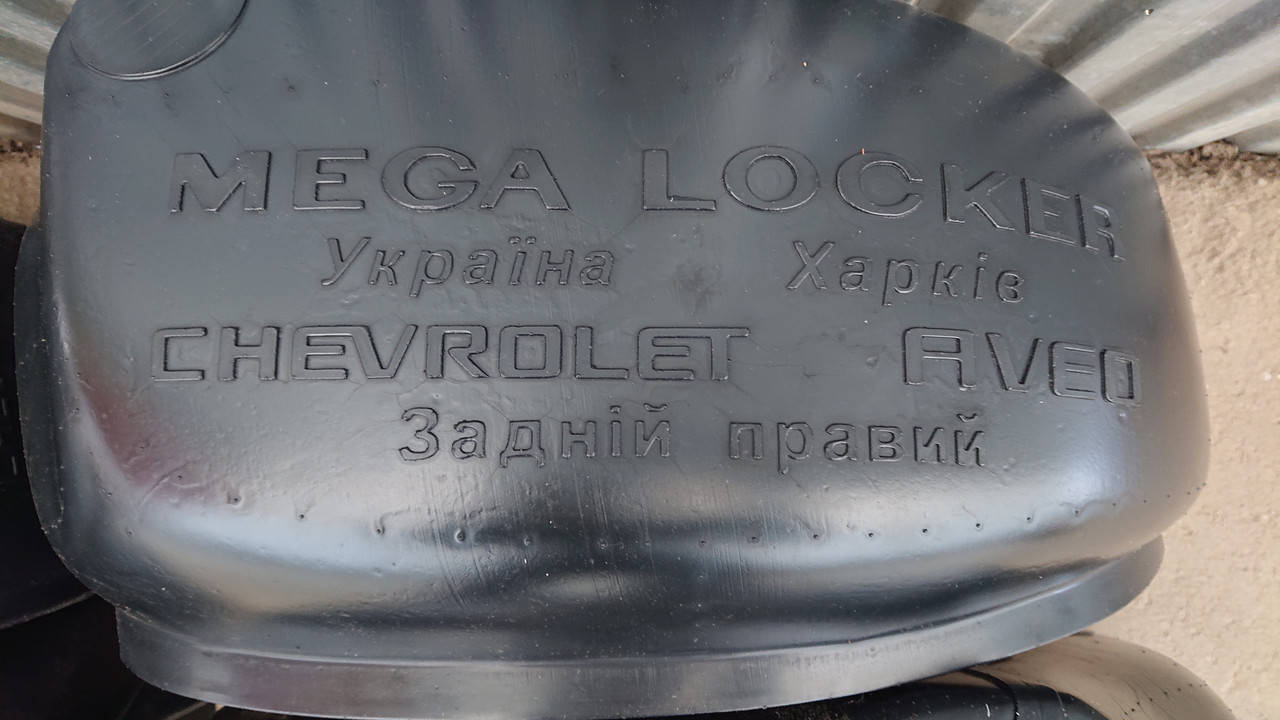 MEGA LOCKER
Україна Харків
CHEVROLET AVEO
Задній правий